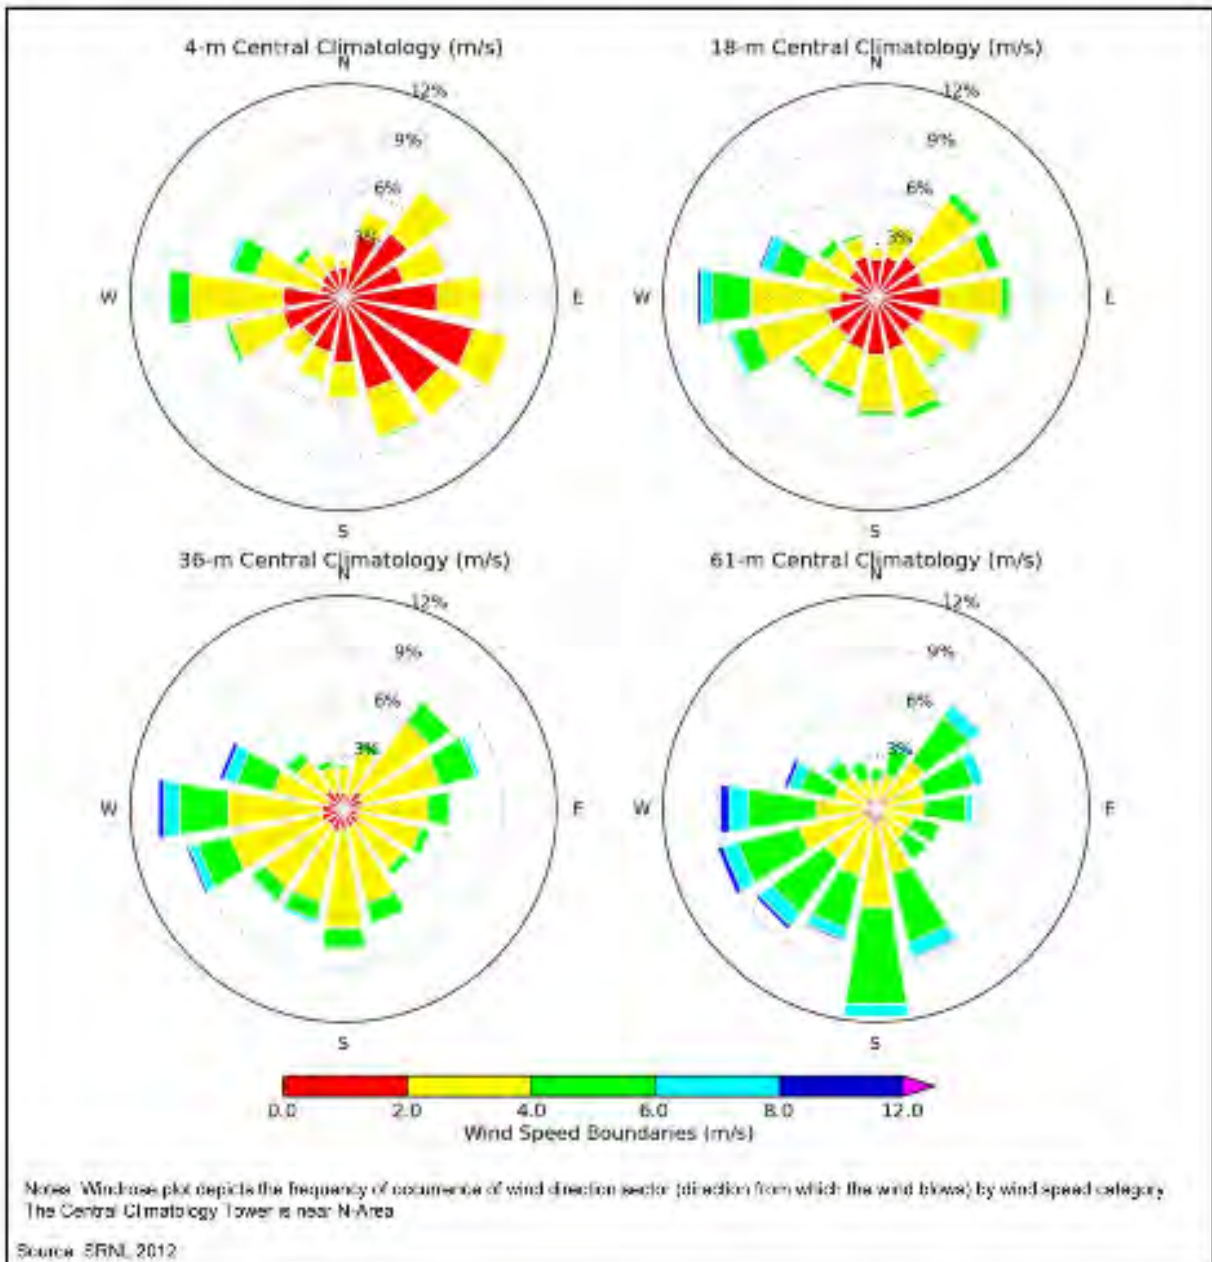 4-m Central Climatology (m/s)
N
12%
9%
6%
3%
W
E
S
18-m Central Climatology (m/s)
N
12%
9%
6%
3%
W
E
S
36-m Central Climatology (m/s)
N
12%
9%
6%
3%
W
E
S
61-m Central Climatology (m/s)
N
12%
9%
6%
3%
W
E
S
0.0 2.0 4.0 6.0 8.0 12.0
Wind Speed Boundaries (m/s)
Notes: Windrose plot depicts the frequency of occurrence of wind direction sector (direction from which the wind blows) by wind speed category
The Central Climatology Tower is near N-Area
Source: SRNL 2012